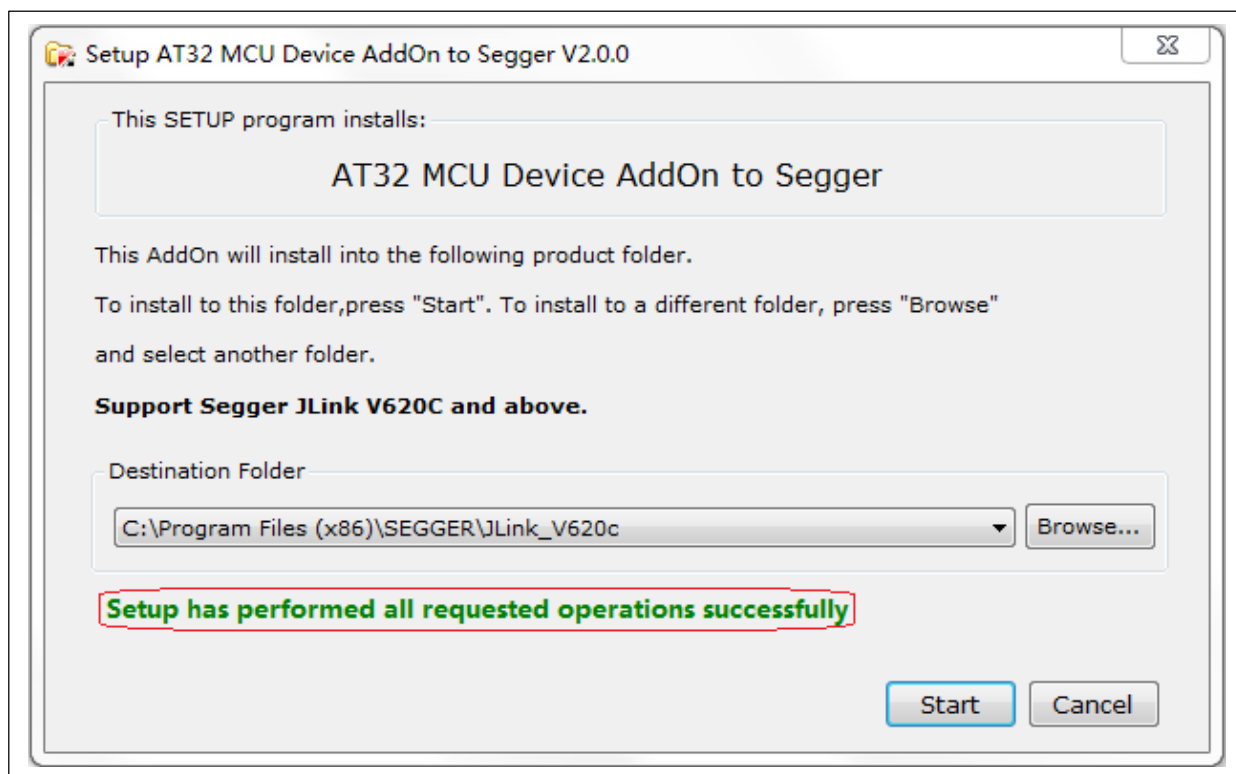 Setup AT32 MCU Device AddOn to Segger V2.0.0
This SETUP program installs:
AT32 MCU Device AddOn to Segger
This AddOn will install into the following product folder.
To install to this folder,press "Start". To install to a different folder, press "Browse"
and select another folder.
Support Segger JLink V620C and above.
Destination Folder
C:\Program Files (x86)\SEGGER\JLink_V620c
Browse...
Setup has performed all requested operations successfully
Start
Cancel